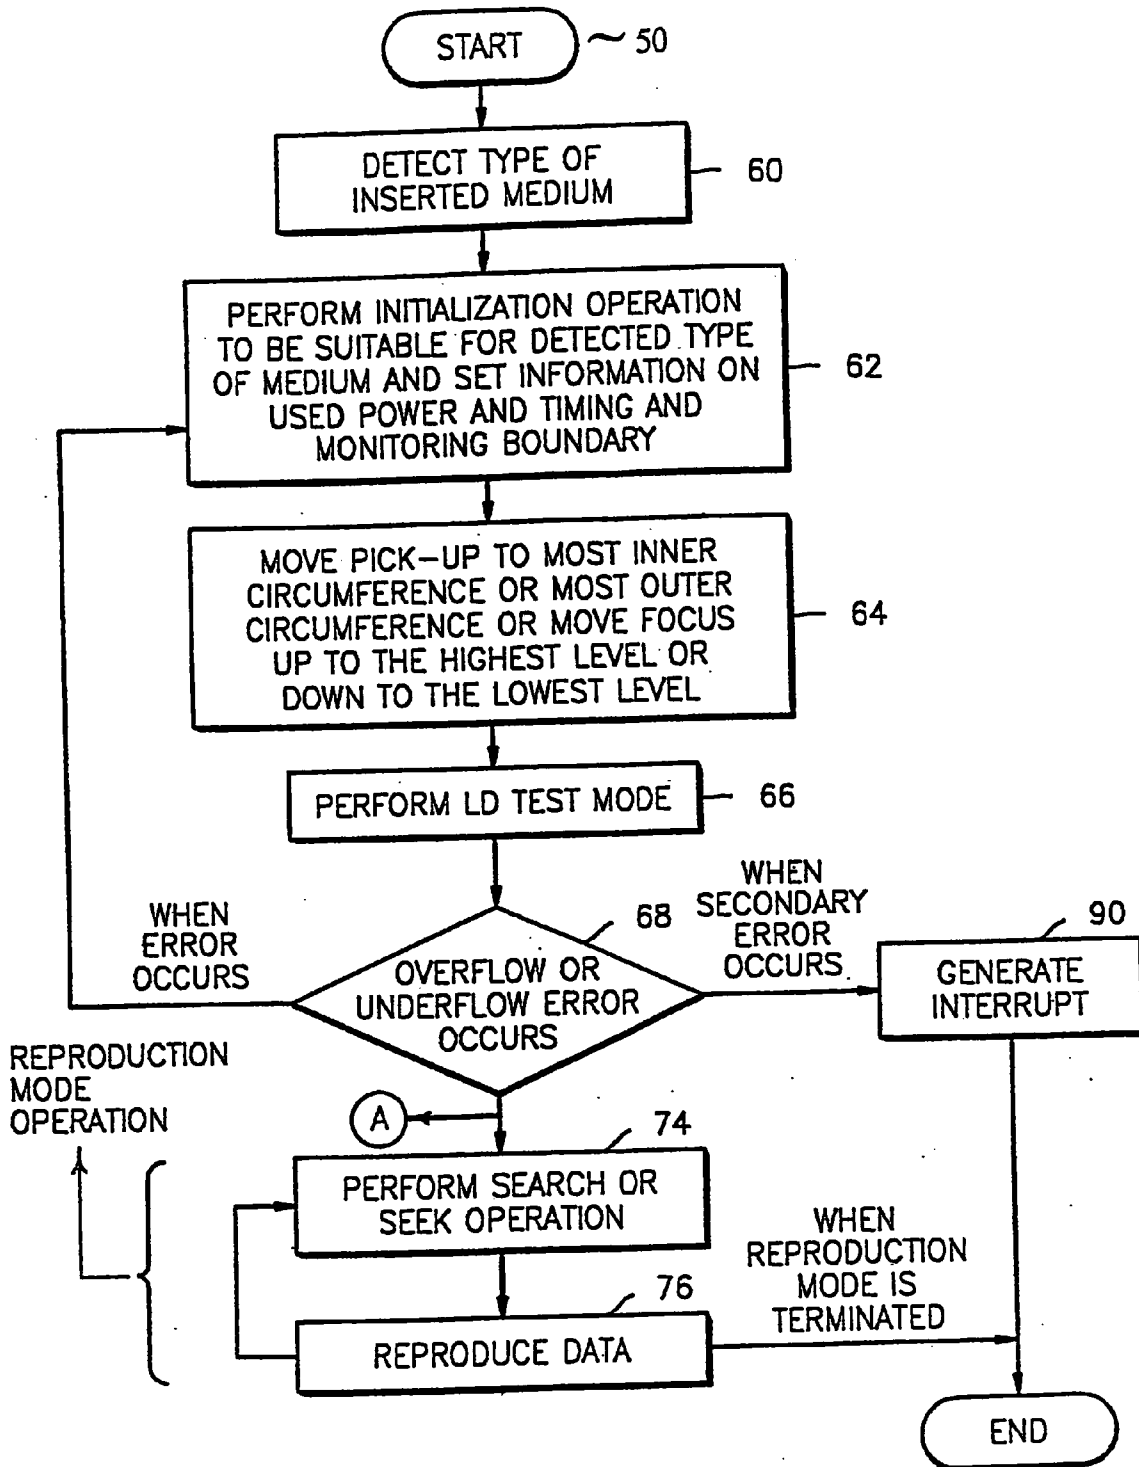 START
50
DETECT TYPE OF
INSERTED MEDIUM
60
PERFORM INITIALIZATION OPERATION
TO BE SUITABLE FOR DETECTED TYPE
OF MEDIUM AND SET INFORMATION ON
USED POWER AND TIMING AND
MONITORING BOUNDARY
62
MOVE PICK-UP TO MOST INNER
CIRCUMFERENCE OR MOST OUTER
CIRCUMFERENCE OR MOVE FOCUS
UP TO THE HIGHEST LEVEL OR
DOWN TO THE LOWEST LEVEL
64
PERFORM LD TEST MODE
66
WHEN
ERROR
OCCURS
68
OVERFLOW OR
UNDERFLOW ERROR
OCCURS
WHEN
SECONDARY
ERROR
OCCURS
90
GENERATE
INTERRUPT
REPRODUCTION
MODE
OPERATION
A
74
PERFORM SEARCH OR
SEEK OPERATION
76
REPRODUCE DATA
WHEN
REPRODUCTION
MODE IS
TERMINATED
END